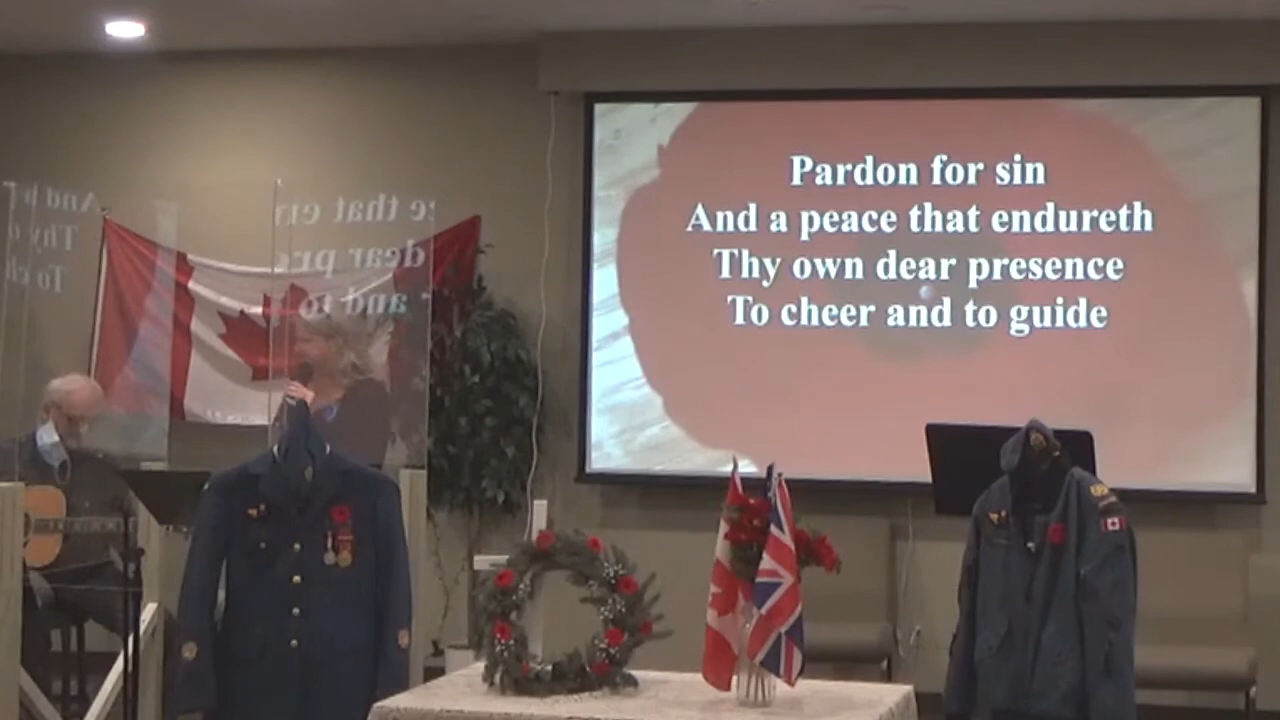 Pardon for sin
And a peace that endureth
Thy own dear presence
To cheer and to guide